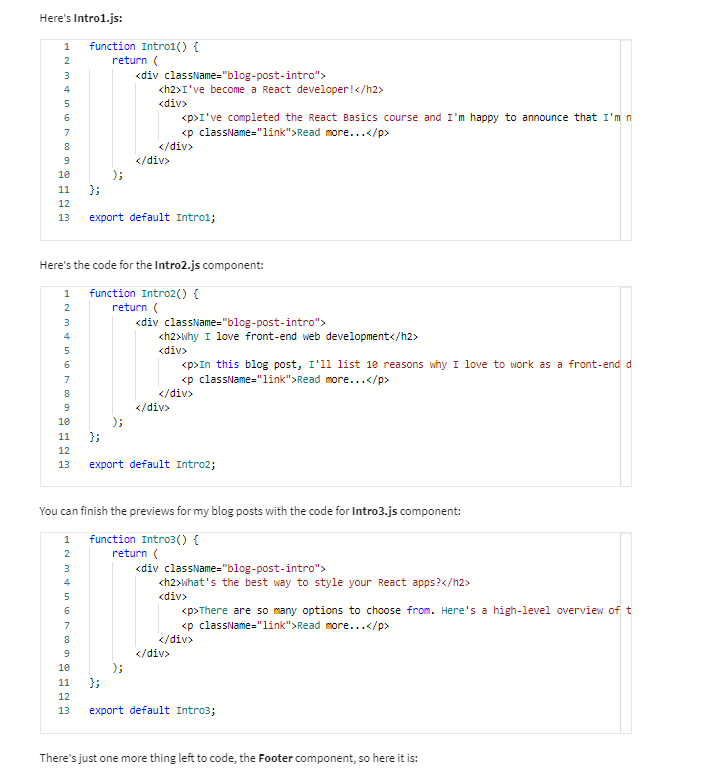 Here's Intro1.js:
1 function Intro1() {
2 return (
3 <div className="blog-post-intro">
4 <h2>I've become a React developer!</h2>
5 <div>
6 <p>I've completed the React Basics course and I'm happy to announce that I'm n
7 <p className="link">Read more...</p>
8 </div>
9 </div>
10 );
11 };
12
13 export default Intro1;
Here's the code for the Intro2.js component:
1 function Intro2() {
2 return (
3 <div className="blog-post-intro">
4 <h2>Why I love front-end web development</h2>
5 <div>
6 <p>In this blog post, I'll list 10 reasons why I love to work as a front-end d
7 <p className="link">Read more...</p>
8 </div>
9 </div>
10 );
11 };
12
13 export default Intro2;
You can finish the previews for my blog posts with the code for Intro3.js component:
1 function Intro3() {
2 return (
3 <div className="blog-post-intro">
4 <h2>What's the best way to style your React apps?</h2>
5 <div>
6 <p>There are so many options to choose from. Here's a high-level overview of t
7 <p className="link">Read more...</p>
8 </div>
9 </div>
10 );
11 };
12
13 export default Intro3;
There's just one more thing left to code, the Footer component, so here it is: